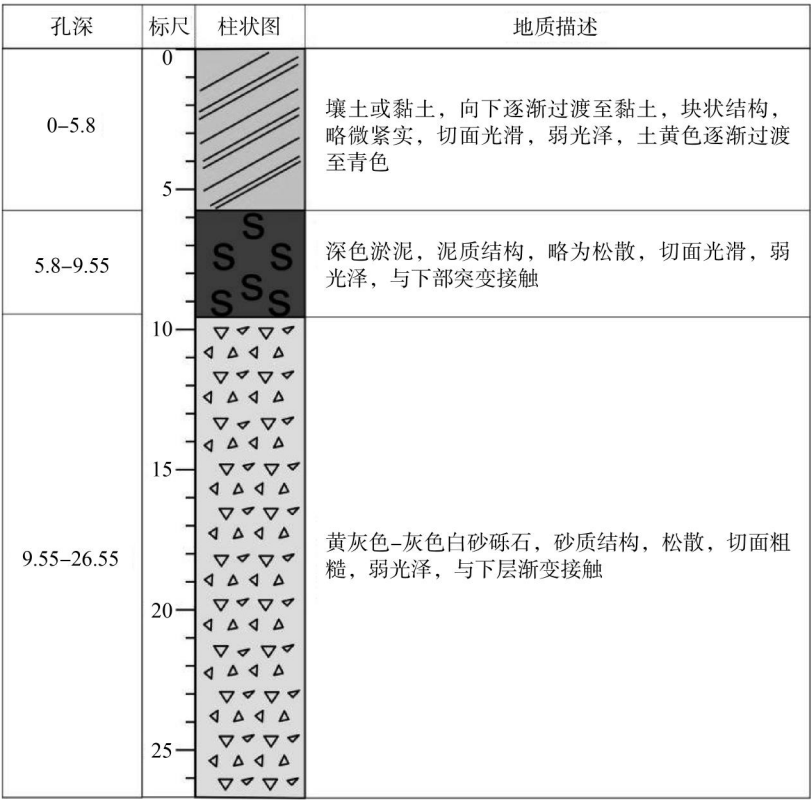 孔深 标尺 柱状图 地质描述
0
0-5.8
壤土或黏土，向下逐渐过渡至黏土，块状结构，
略微紧实，切面光滑，弱光泽，土黄色逐渐过渡
至青色
5
5.8-9.55
S
S S
S
S S
深色淤泥，泥质结构，略为松散，切面光滑，弱
光泽，与下部突变接触
10
15
9.55-26.55
黄灰色-灰色白砂砾石，砂质结构，松散，切面粗
糙，弱光泽，与下层渐变接触
20
25